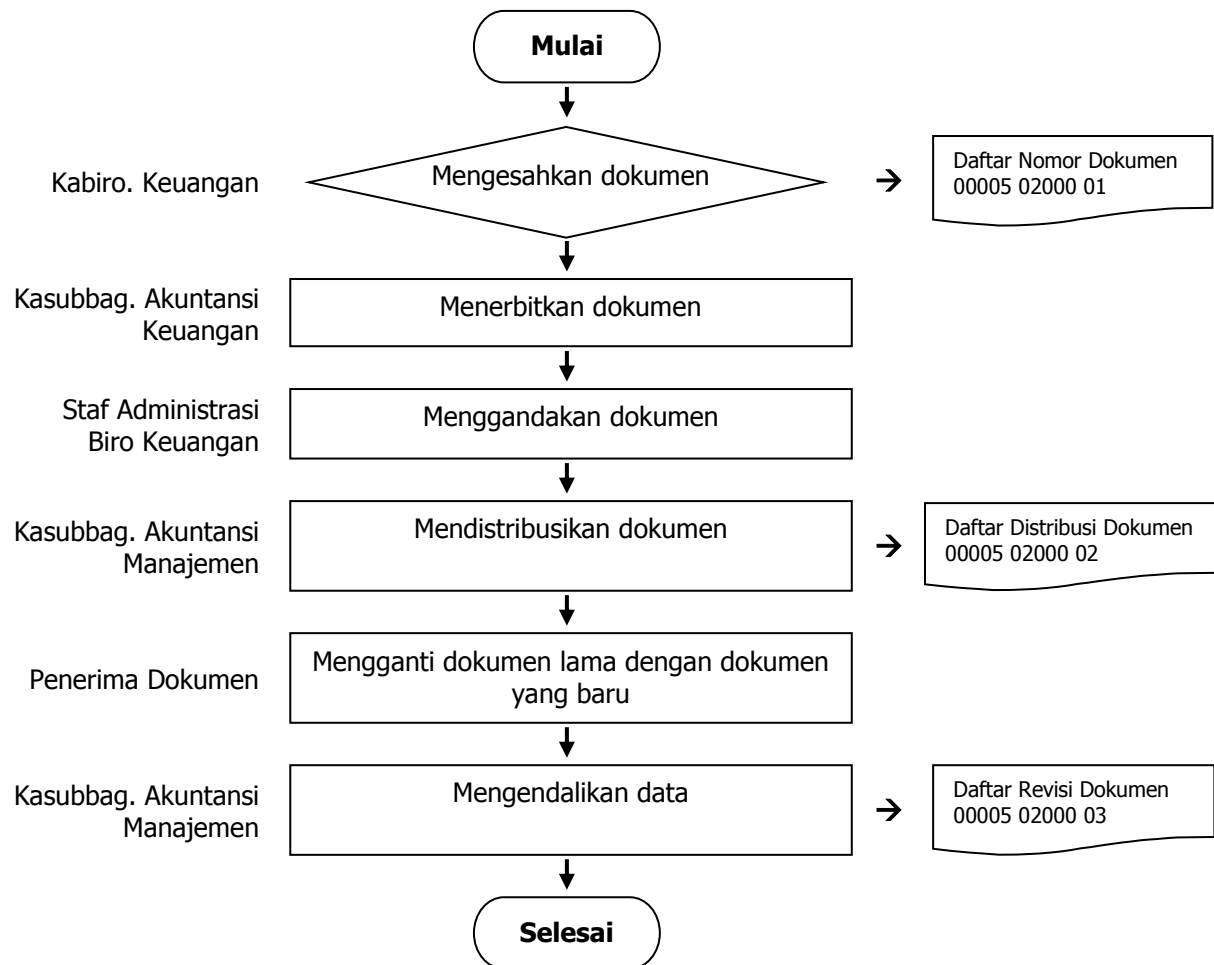 Mulai
Kabiro. Keuangan
Mengesahkan dokumen
→
Daftar Nomor Dokumen
00005 02000 01
Kasubbag. Akuntansi
Keuangan
Menerbitkan dokumen
Staf Administrasi
Biro Keuangan
Menggandakan dokumen
Kasubbag. Akuntansi
Manajemen
Mendistribusikan dokumen
→
Daftar Distribusi Dokumen
00005 02000 02
Penerima Dokumen
Mengganti dokumen lama dengan dokumen
yang baru
Kasubbag. Akuntansi
Manajemen
Mengendalikan data
→
Daftar Revisi Dokumen
00005 02000 03
Selesai